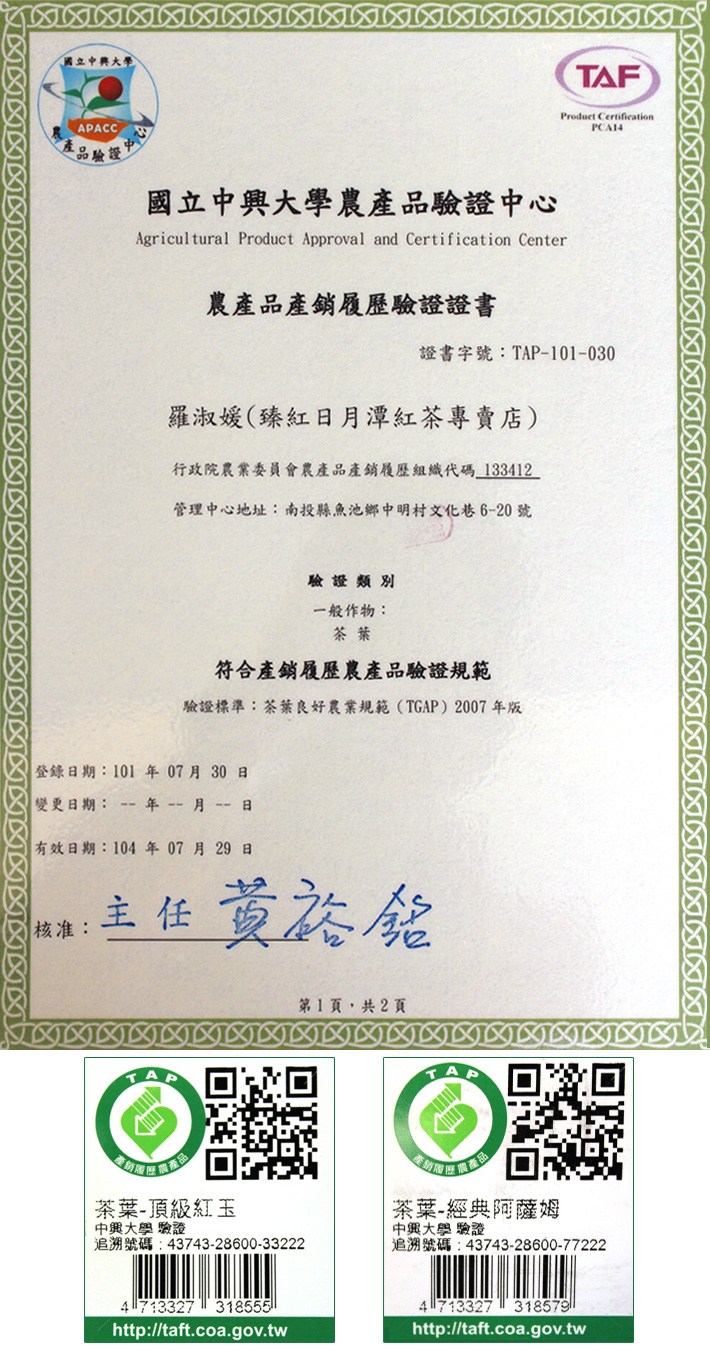 國立中興大學
APACC
農產品驗證中心
TAF
Product Certification
PCA14
國立中興大學農產品驗證中心
Agricultural Product Approval and Certification Center
農產品產銷履歷驗證證書
證書字號：TAP-101-030
羅淑媛(臻紅日月潭紅茶專賣店)
行政院農業委員會農產品產銷履歷組織代碼 133412
管理中心地址：南投縣魚池鄉中明村文化巷 6-20 號
驗 證 類 別
一般作物：
茶 葉
符合產銷履歷農產品驗證規範
驗證標準：茶葉良好農業規範（TGAP）2007 年版
登錄日期：101 年 07 月 30 日
變更日期： -- 年 -- 月 -- 日
有效日期：104 年 07 月 29 日
核准：主任 黃裕銘
第 1 頁，共 2 頁
TAP
產銷履歷農產品
茶葉-頂級紅玉
中興大學 驗證
追溯號碼：43743-28600-33222
4 713327 318555
http://taft.coa.gov.tw
TAP
產銷履歷農產品
茶葉-經典阿薩姆
中興大學 驗證
追溯號碼：43743-28600-77222
4 713327 318579
http://taft.coa.gov.tw